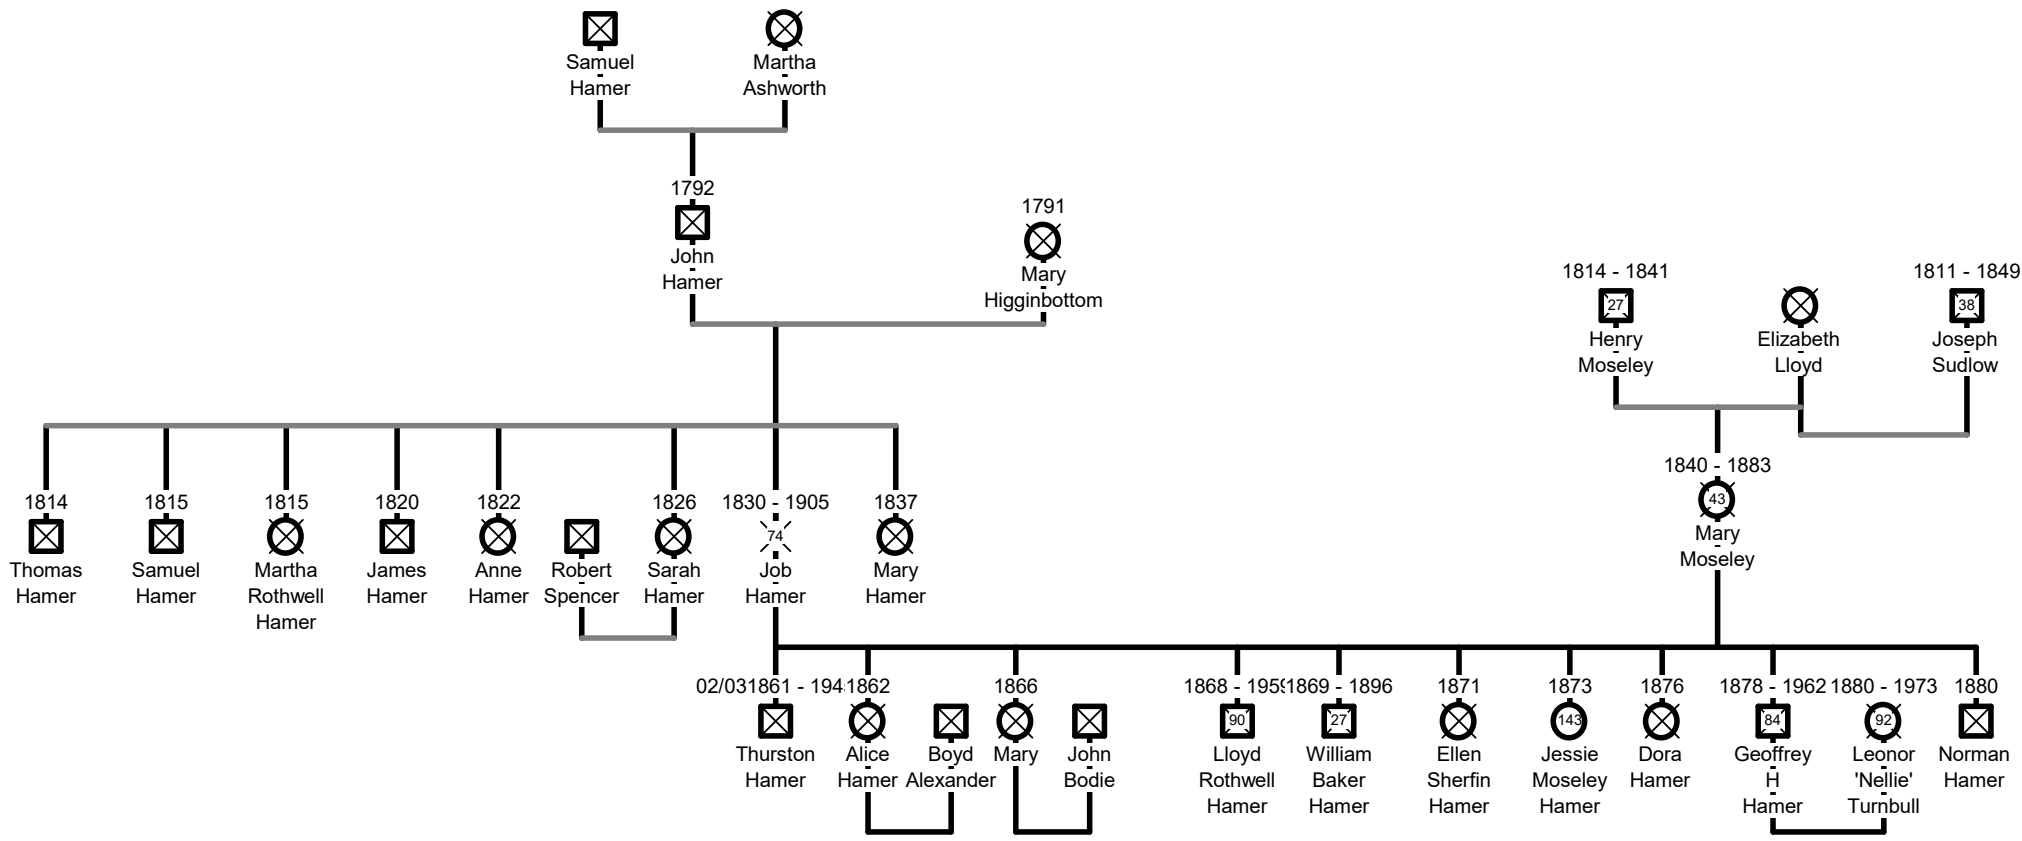 Samuel
Hamer
Martha
Ashworth
1792
John
Hamer
1791
Mary
Higginbottom
1814 - 1841
27
Henry
Moseley
Elizabeth
Lloyd
1811 - 1849
38
Joseph
Sudlow
1840 - 1883
43
Mary
Moseley
1814
Thomas
Hamer
1815
Samuel
Hamer
1815
Martha
Rothwell
Hamer
1820
James
Hamer
1822
Anne
Hamer
Robert
Spencer
1826
Sarah
Hamer
1830 - 1905
74
Job
Hamer
1837
Mary
Hamer
02/031861 - 194
Thurston
Hamer
1862
Alice
Hamer
Boyd
Alexander
1866
Mary
John
Bodie
1868 - 1959
90
Lloyd
Rothwell
Hamer
1869 - 1896
27
William
Baker
Hamer
1871
Ellen
Sherfin
Hamer
1873
143
Jessie
Moseley
Hamer
1876
Dora
Hamer
1878 - 1962
84
Geoffrey
H
Hamer
1880 - 1973
92
Leonor
'Nellie'
Turnbull
1880
Norman
Hamer